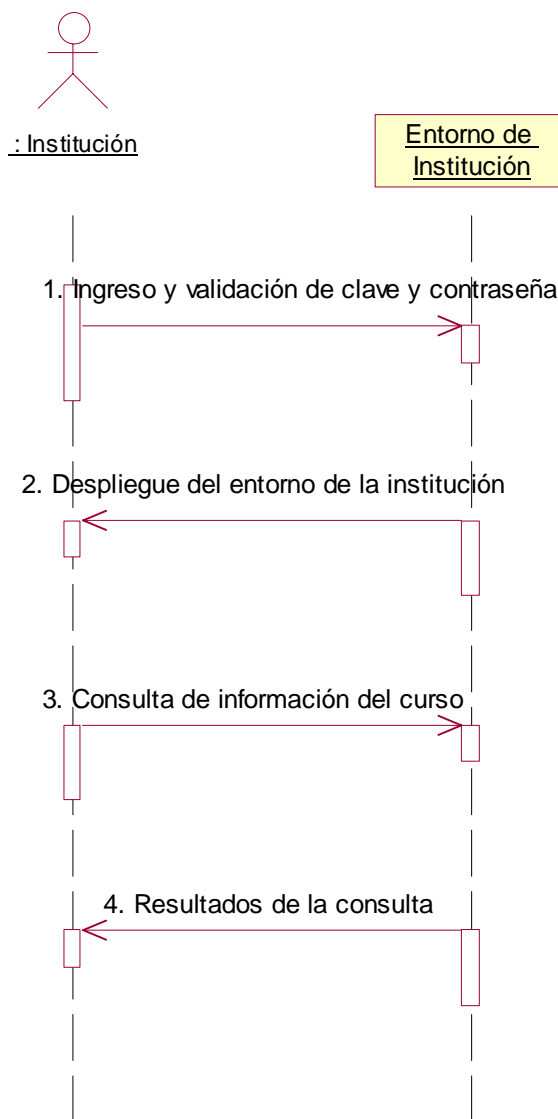 : Institución
Entorno de
Institución
1. Ingreso y validación de clave y contraseña
2. Despliegue del entorno de la institución
3. Consulta de información del curso
4. Resultados de la consulta